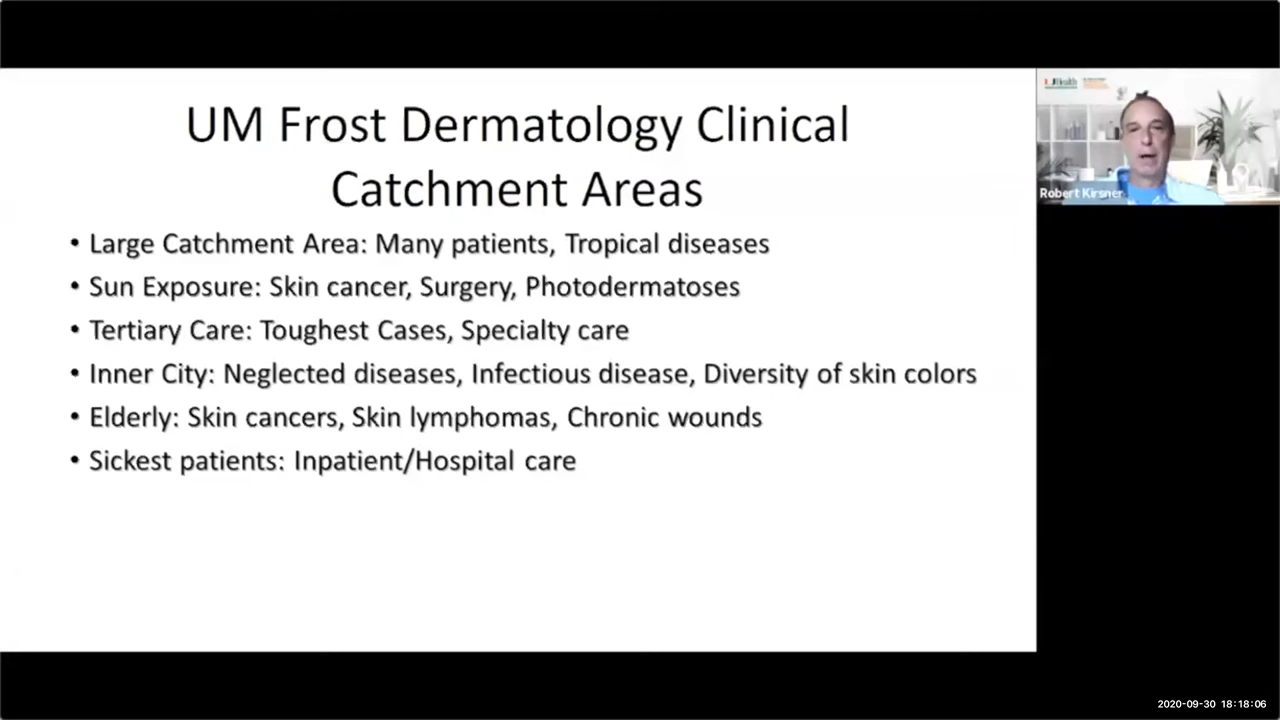 UM Frost Dermatology Clinical
Catchment Areas
• Large Catchment Area: Many patients, Tropical diseases
• Sun Exposure: Skin cancer, Surgery, Photodermatoses
• Tertiary Care: Toughest Cases, Specialty care
• Inner City: Neglected diseases, Infectious disease, Diversity of skin colors
• Elderly: Skin cancers, Skin lymphomas, Chronic wounds
• Sickest patients: Inpatient/Hospital care
Robert Kirsner
2020-09-30 18:18:06